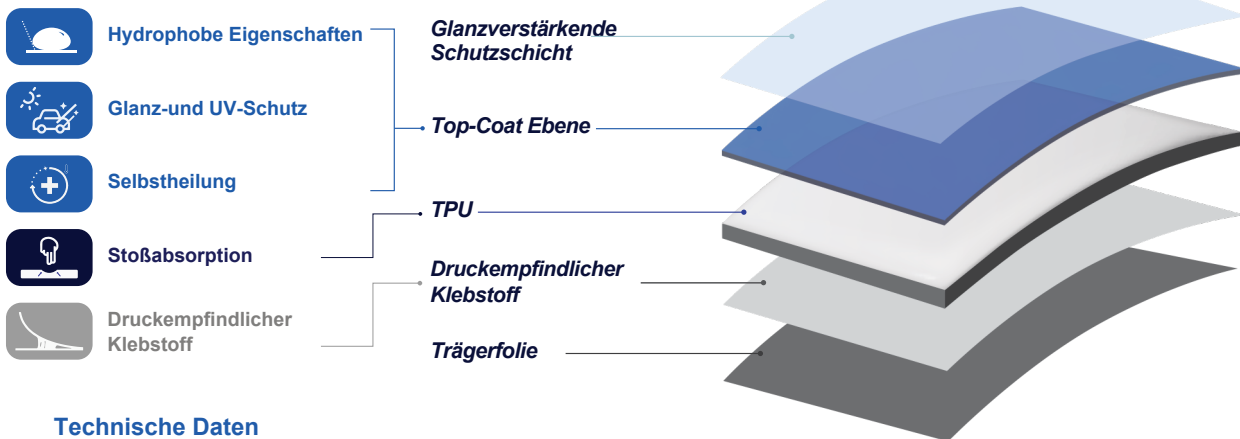 Hydrophobe Eigenschaften
Glanz-und UV-Schutz
Selbstheilung
Stoßabsorption
Druckempfindlicher
Klebstoff
Glanzverstärkende
Schutzschicht
Top-Coat Ebene
TPU
Druckempfindlicher
Klebstoff
Trägerfolie
Technische Daten